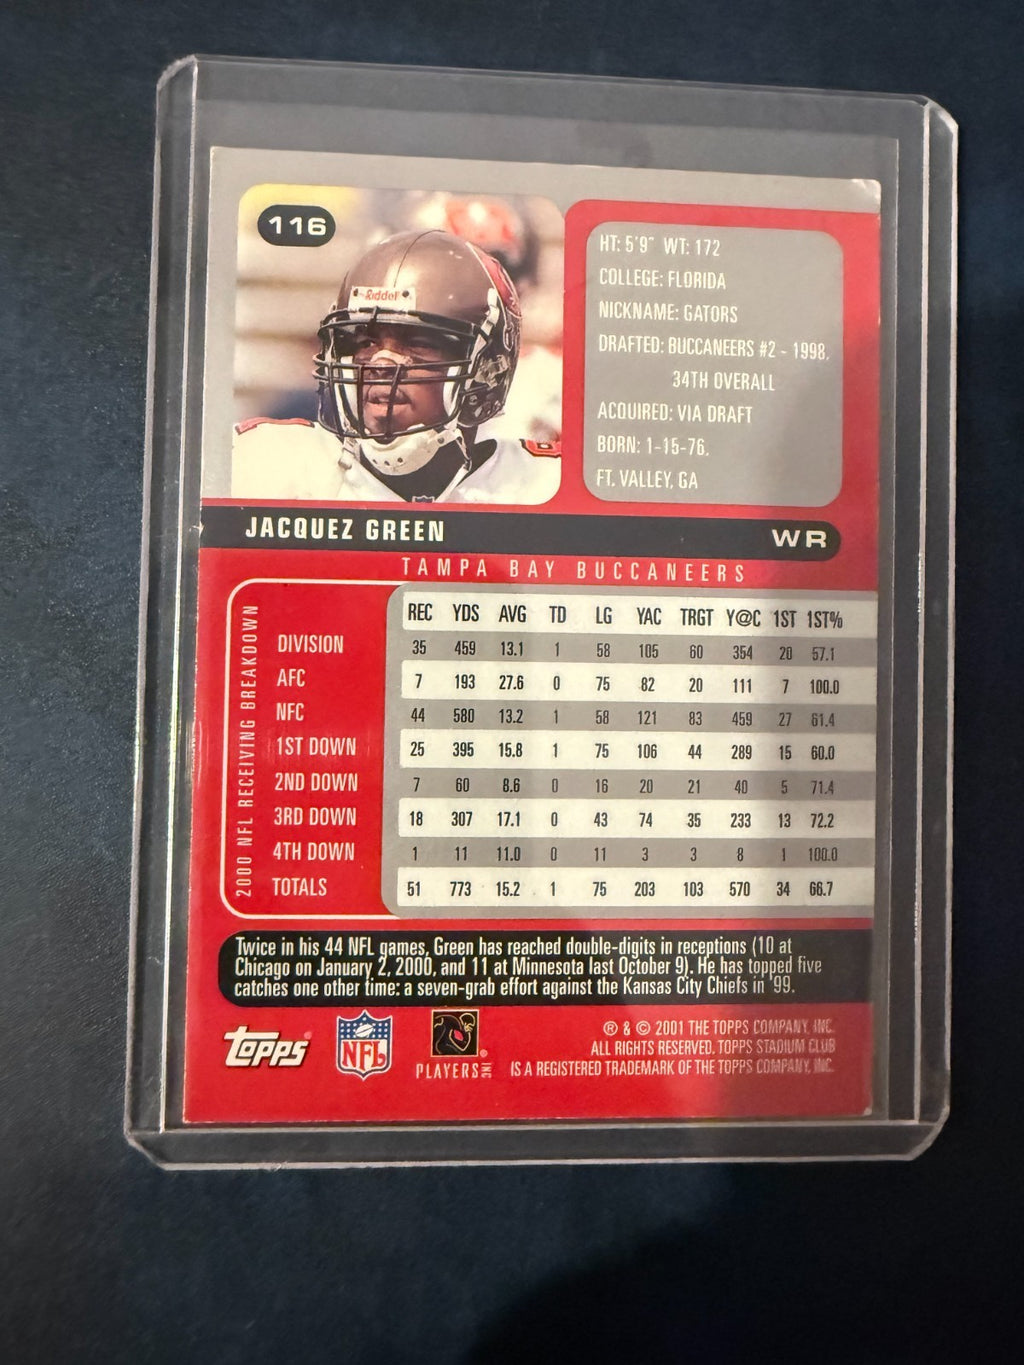 116
Riddell
HT: 5'9" WT: 172
COLLEGE: FLORIDA
NICKNAME: GATORS
DRAFTED: BUCCANEERS #2 - 1998.
34TH OVERALL
ACQUIRED: VIA DRAFT
BORN: 1-15-76.
FT. VALLEY, GA
JACQUEZ GREEN WR
TAMPA BAY BUCCANEERS
2000 NFL RECEIVING BREAKDOWN
REC YDS AVG TD LG YAC TRGT Y@C 1ST 1ST%
DIVISION 35 459 13.1 1 58 105 60 354 20 57.1
AFC 7 193 27.6 0 75 82 20 111 7 100.0
NFC 44 580 13.2 1 58 121 83 459 27 61.4
1ST DOWN 25 395 15.8 1 75 106 44 289 15 60.0
2ND DOWN 7 60 8.6 0 16 20 21 40 5 71.4
3RD DOWN 18 307 17.1 0 43 74 35 233 13 72.2
4TH DOWN 1 11 11.0 0 11 3 3 8 1 100.0
TOTALS 51 773 15.2 1 75 203 103 570 34 66.7
Twice in his 44 NFL games, Green has reached double-digits in receptions (10 at
Chicago on January 2, 2000, and 11 at Minnesota last October 9). He has topped five
catches one other time: a seven-grab effort against the Kansas City Chiefs in '99.
Topps®
NFL
PLAYERS INC ®
® & © 2001 THE TOPPS COMPANY, INC.
ALL RIGHTS RESERVED. TOPPS STADIUM CLUB
IS A REGISTERED TRADEMARK OF THE TOPPS COMPANY, INC.